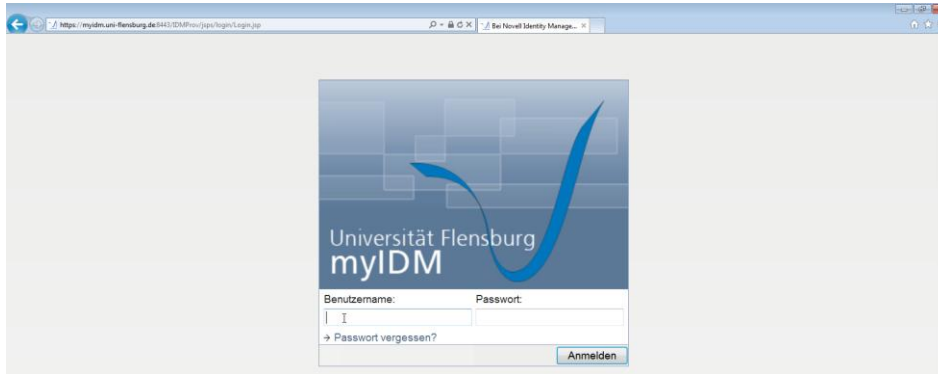 https://myidm.uni-flensburg.de:8443/IDMProv/jsps/login/Login.jsp
Bei Novell Identity Manage...
Universität Flensburg
myIDM
Benutzername:
Passwort:
→ Passwort vergessen?
Anmelden